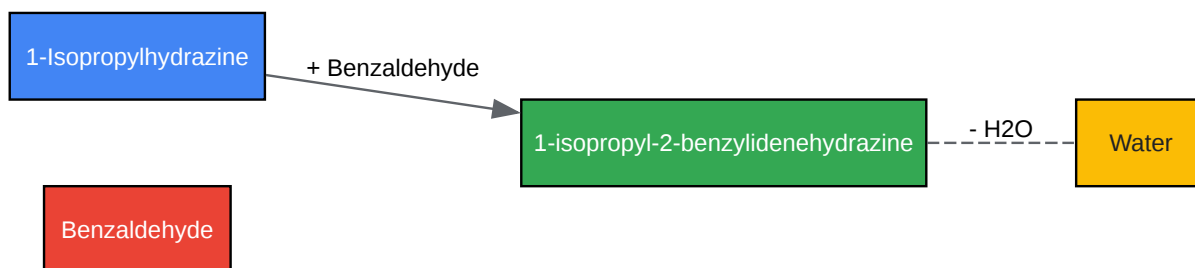 1-Isopropylhydrazine
+ Benzaldehyde
1-isopropyl-2-benzylidenehydrazine
- H2O
Water
Benzaldehyde